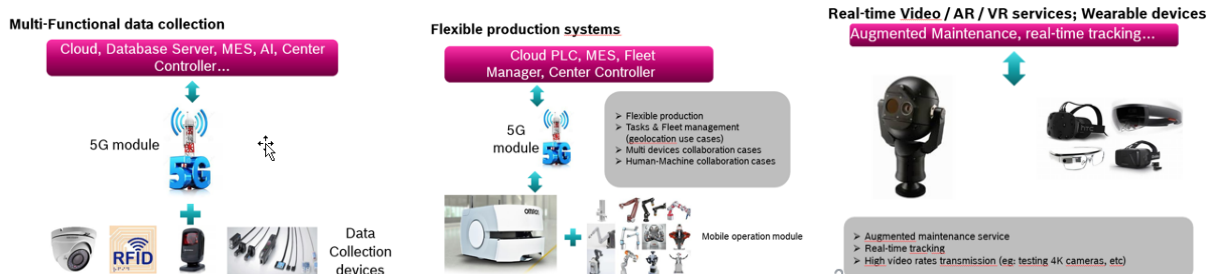 Multi-Functional data collection
Cloud, Database Server, MES, AI, Center
Controller...
5G module
5G
RFID
Data
Collection
devices
Flexible production systems
Cloud PLC, MES, Fleet
Manager, Center Controller
5G
module
5G
➢ Flexible production
➢ Tasks & Fleet management
(geolocation use cases)
➢ Multi devices collaboration cases
➢ Human-Machine collaboration cases
omron
Mobile operation module
Real-time Video / AR / VR services; Wearable devices
Augmented Maintenance, real-time tracking...
➢ Augmented maintenance service
➢ Real-time tracking
➢ High video rates transmission (eg: testing 4K cameras, etc)